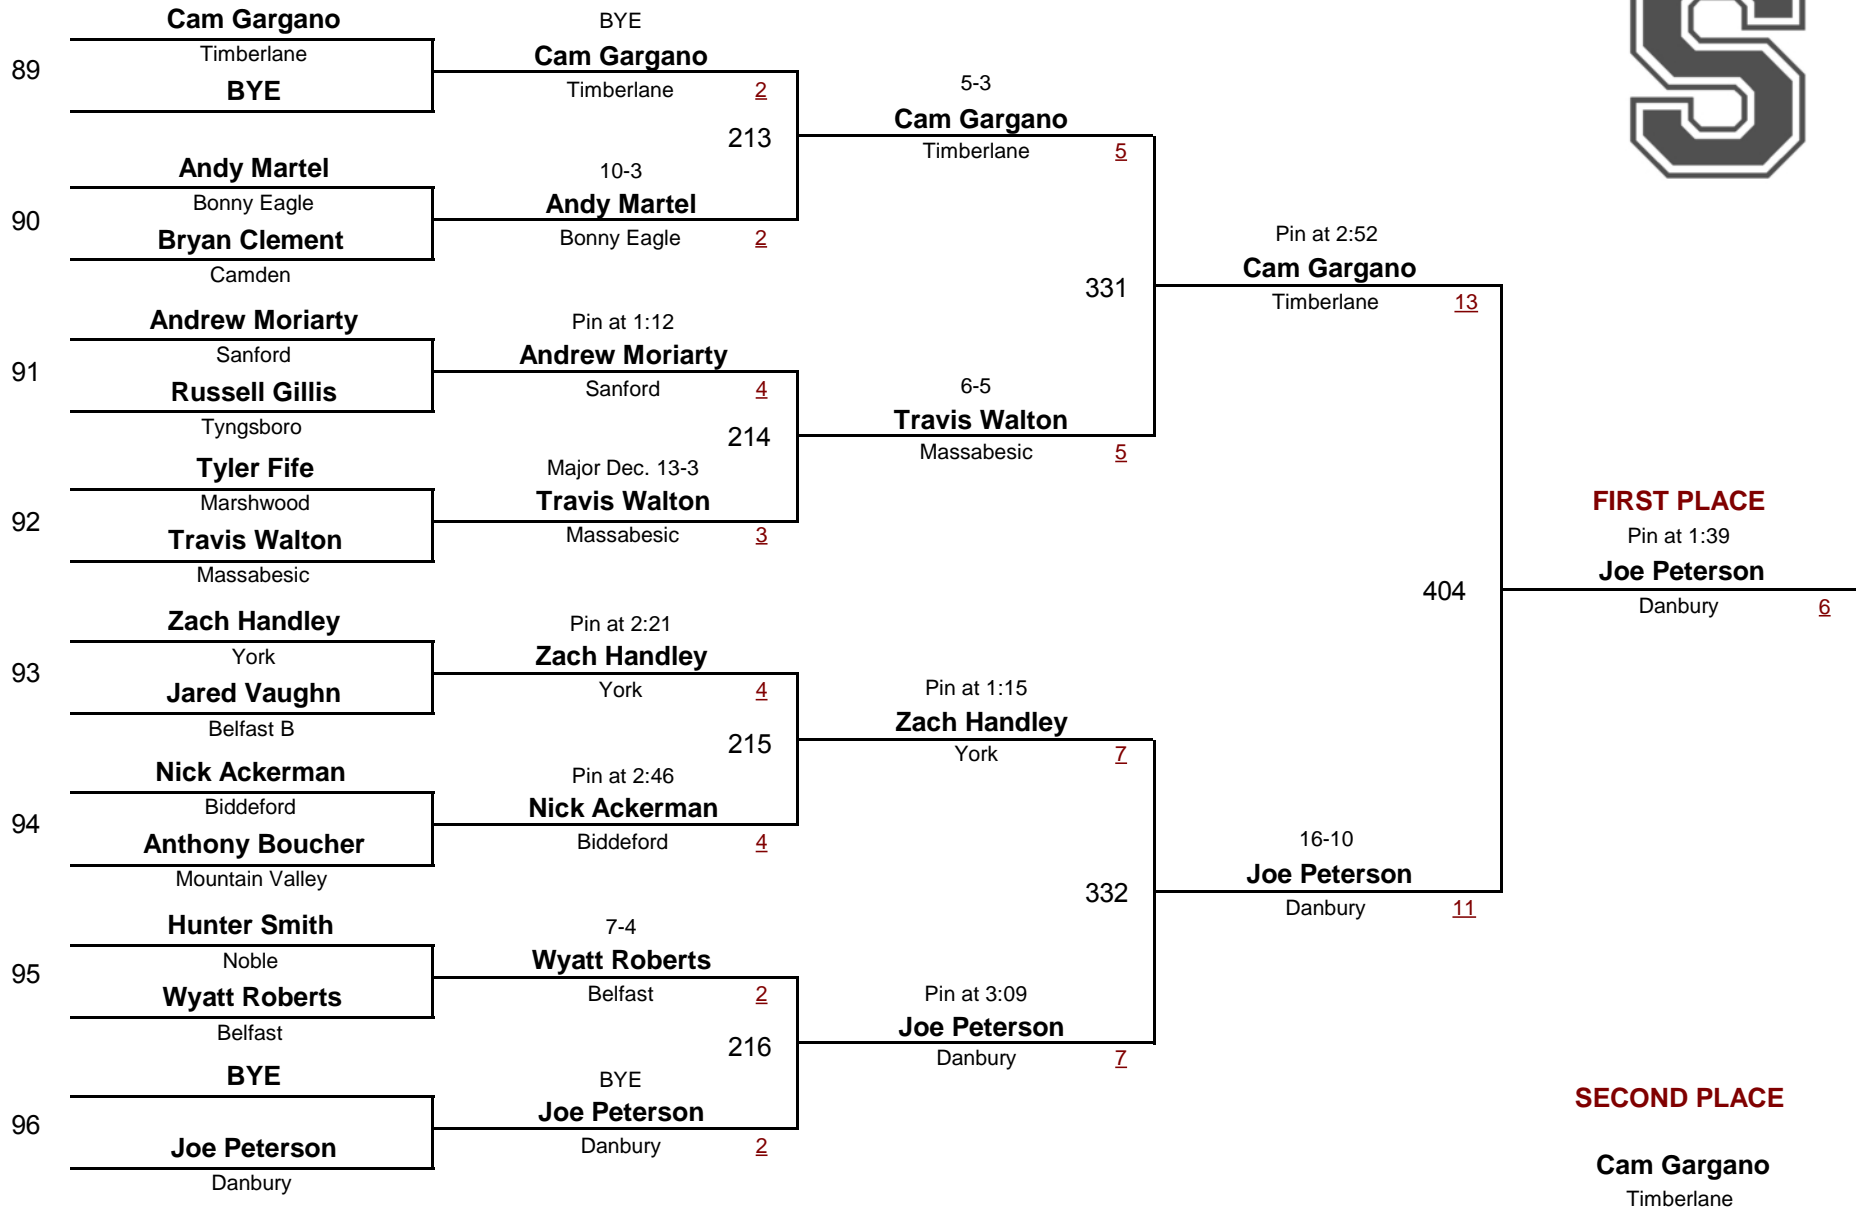 Cam Gargano
Timberlane
89
BYE
Andy Martel
Bonny Eagle
90
Bryan Clement
Camden
Andrew Moriarty
Sanford
91
Russell Gillis
Tyngsboro
Tyler Fife
Marshwood
92
Travis Walton
Massabesic
Zach Handley
York
93
Jared Vaughn
Belfast B
Nick Ackerman
Biddeford
94
Anthony Boucher
Mountain Valley
Hunter Smith
Noble
95
Wyatt Roberts
Belfast
BYE
96
Joe Peterson
Danbury
BYE
Cam Gargano
Timberlane 2
213
10-3
Andy Martel
Bonny Eagle 2
Pin at 1:12
Andrew Moriarty
Sanford 4
214
Major Dec. 13-3
Travis Walton
Massabesic 3
Pin at 2:21
Zach Handley
York 4
215
Pin at 2:46
Nick Ackerman
Biddeford 4
7-4
Wyatt Roberts
Belfast 2
216
BYE
Joe Peterson
Danbury 2
5-3
Cam Gargano
Timberlane 5
331
6-5
Travis Walton
Massabesic 5
Pin at 1:15
Zach Handley
York 7
332
Pin at 3:09
Joe Peterson
Danbury 7
Pin at 2:52
Cam Gargano
Timberlane 13
404
16-10
Joe Peterson
Danbury 11
S
FIRST PLACE
Pin at 1:39
Joe Peterson
Danbury 6
SECOND PLACE
Cam Gargano
Timberlane